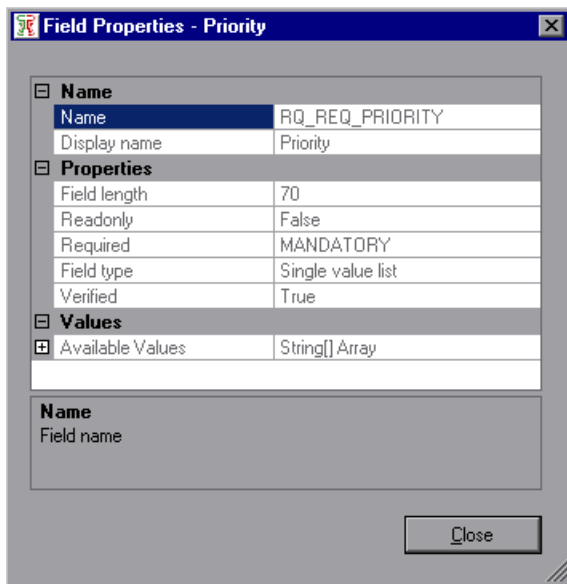 Field Properties - Priority
Name
Name RQ_REQ_PRIORITY
Display name Priority
Properties
Field length 70
Readonly False
Required MANDATORY
Field type Single value list
Verified True
Values
Available Values String[] Array
Name
Field name
Close